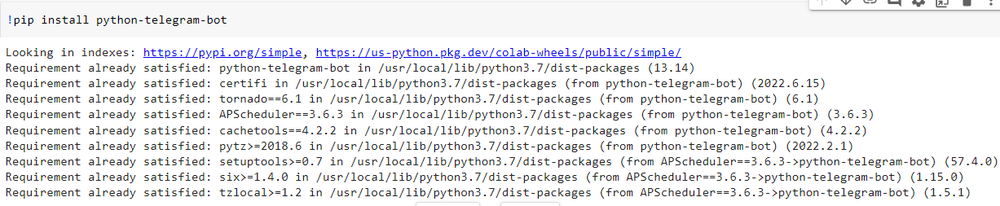 !pip install python-telegram-bot
Looking in indexes: https://pypi.org/simple, https://us-python.pkg.dev/colab-wheels/public/simple/
Requirement already satisfied: python-telegram-bot in /usr/local/lib/python3.7/dist-packages (13.14)
Requirement already satisfied: certifi in /usr/local/lib/python3.7/dist-packages (from python-telegram-bot) (2022.6.15)
Requirement already satisfied: tornado==6.1 in /usr/local/lib/python3.7/dist-packages (from python-telegram-bot) (6.1)
Requirement already satisfied: APScheduler==3.6.3 in /usr/local/lib/python3.7/dist-packages (from python-telegram-bot) (3.6.3)
Requirement already satisfied: cachetools==4.2.2 in /usr/local/lib/python3.7/dist-packages (from python-telegram-bot) (4.2.2)
Requirement already satisfied: pytz>=2018.6 in /usr/local/lib/python3.7/dist-packages (from python-telegram-bot) (2022.2.1)
Requirement already satisfied: setuptools>=0.7 in /usr/local/lib/python3.7/dist-packages (from APScheduler==3.6.3->python-telegram-bot) (57.4.0)
Requirement already satisfied: six>=1.4.0 in /usr/local/lib/python3.7/dist-packages (from APScheduler==3.6.3->python-telegram-bot) (1.15.0)
Requirement already satisfied: tzlocal>=1.2 in /usr/local/lib/python3.7/dist-packages (from APScheduler==3.6.3->python-telegram-bot) (1.5.1)